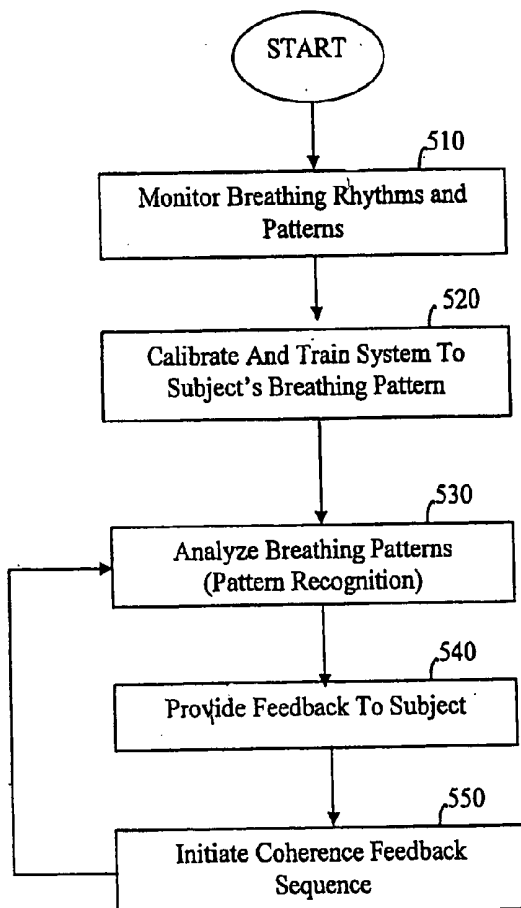 START
510
Monitor Breathing Rhythms and
Patterns
520
Calibrate And Train System To
Subject's Breathing Pattern
530
Analyze Breathing Patterns
(Pattern Recognition)
540
Provide Feedback To Subject
550
Initiate Coherence Feedback
Sequence